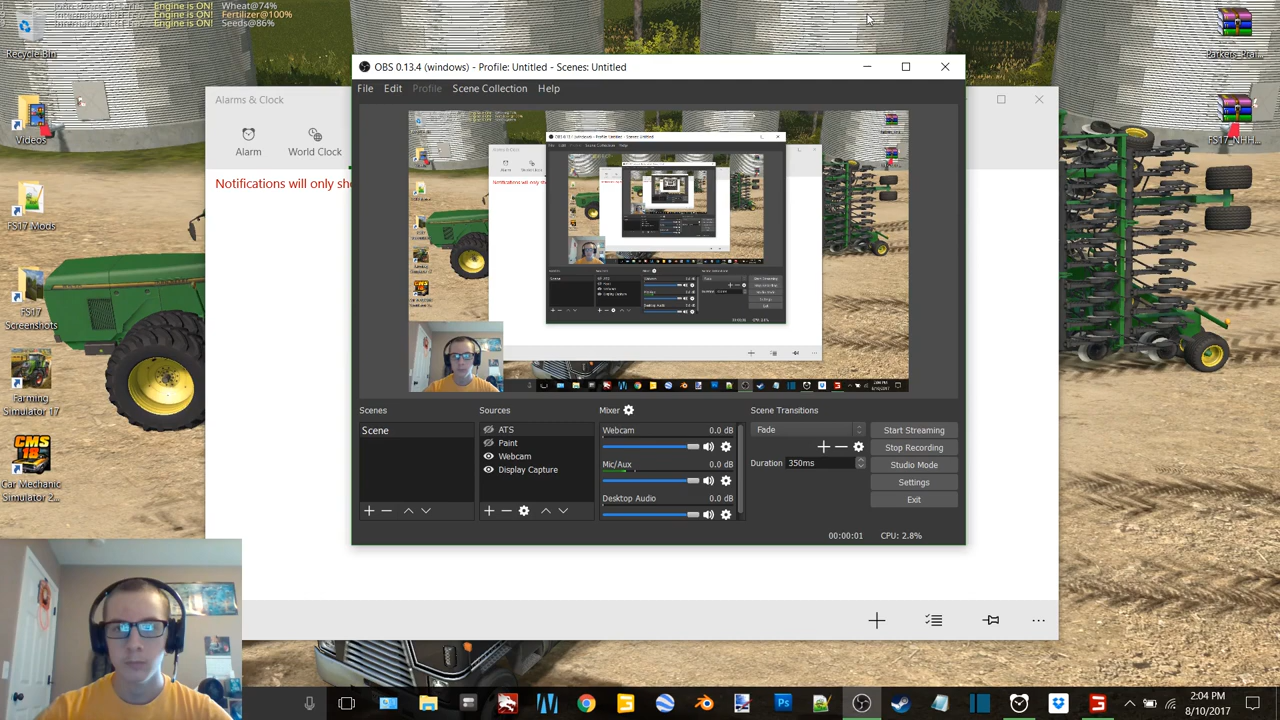 Engine is ON! Wheat@74%
Engine is ON! Fertilizer@100%
Engine is ON! Seeds@86%
Recycle Bin
Videos
FS17 Mods
FS17
Screenshots
Farming
Simulator 17
Car Mechanic
Simulator 2...
Alarms & Clock
Alarm
World Clock
Notifications will only sho
OBS 0.13.4 (windows) - Profile: Untitled - Scenes: Untitled
File Edit Profile Scene Collection Help
Scenes
Scene
Sources
ATS
Paint
Webcam
Display Capture
Mixer
Webcam 0.0 dB
Mic/Aux 0.0 dB
Desktop Audio 0.0 dB
Scene Transitions
Fade
Duration 350ms
Start Streaming
Stop Recording
Studio Mode
Settings
Exit
00:00:01 CPU: 2.8%
2:04 PM
8/10/2017